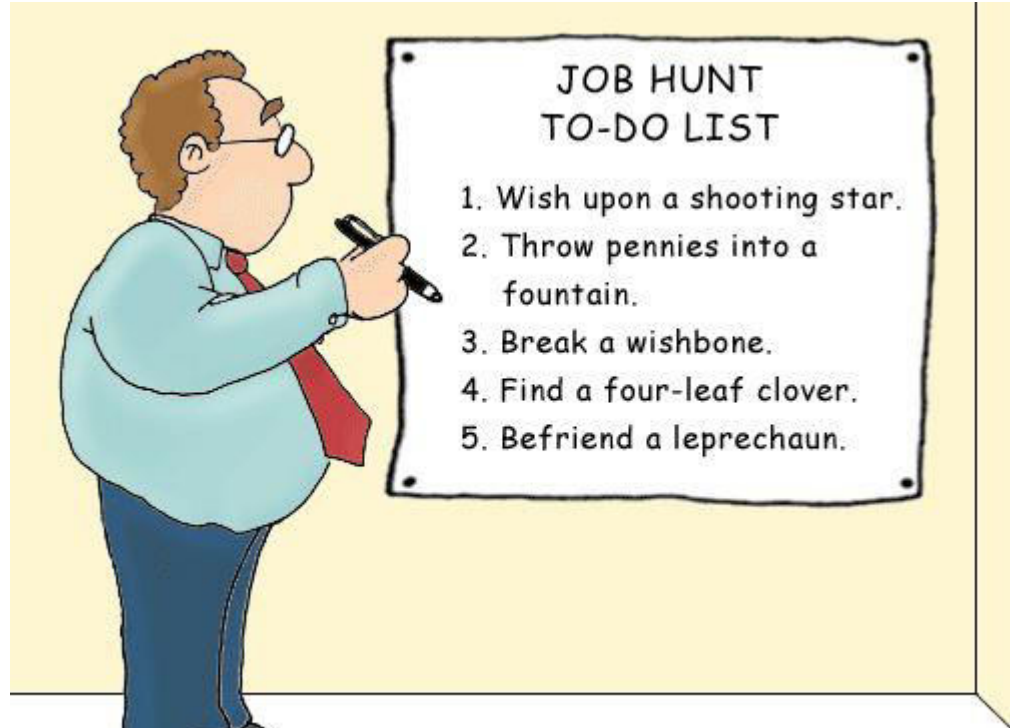 JOB HUNT
TO-DO LIST
1. Wish upon a shooting star.
2. Throw pennies into a
fountain.
3. Break a wishbone.
4. Find a four-leaf clover.
5. Befriend a leprechaun.